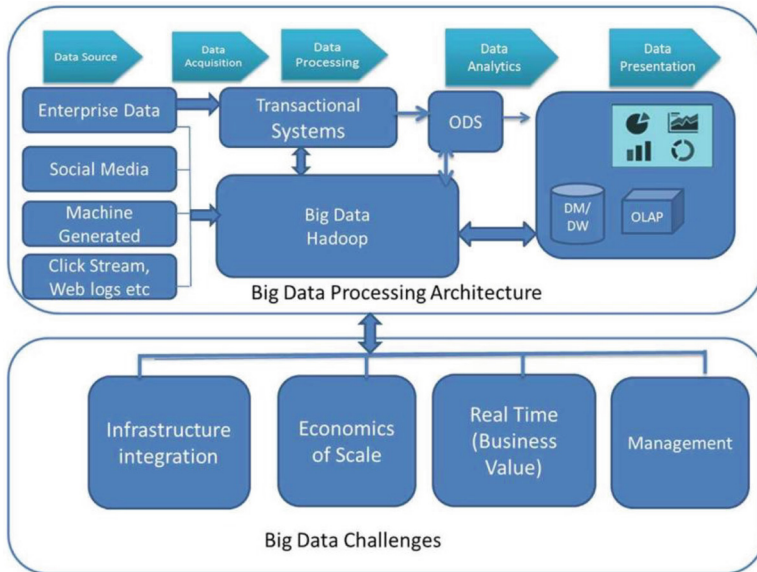 Data Source
Data
Acquisition
Data
Processing
Data
Analytics
Data
Presentation
Enterprise Data
Transactional
Systems
ODS
Social Media
Machine
Generated
Big Data
Hadoop
DM/
DW
OLAP
Click Stream,
Web logs etc
Big Data Processing Architecture
Infrastructure
integration
Economics
of Scale
Real Time
(Business
Value)
Management
Big Data Challenges